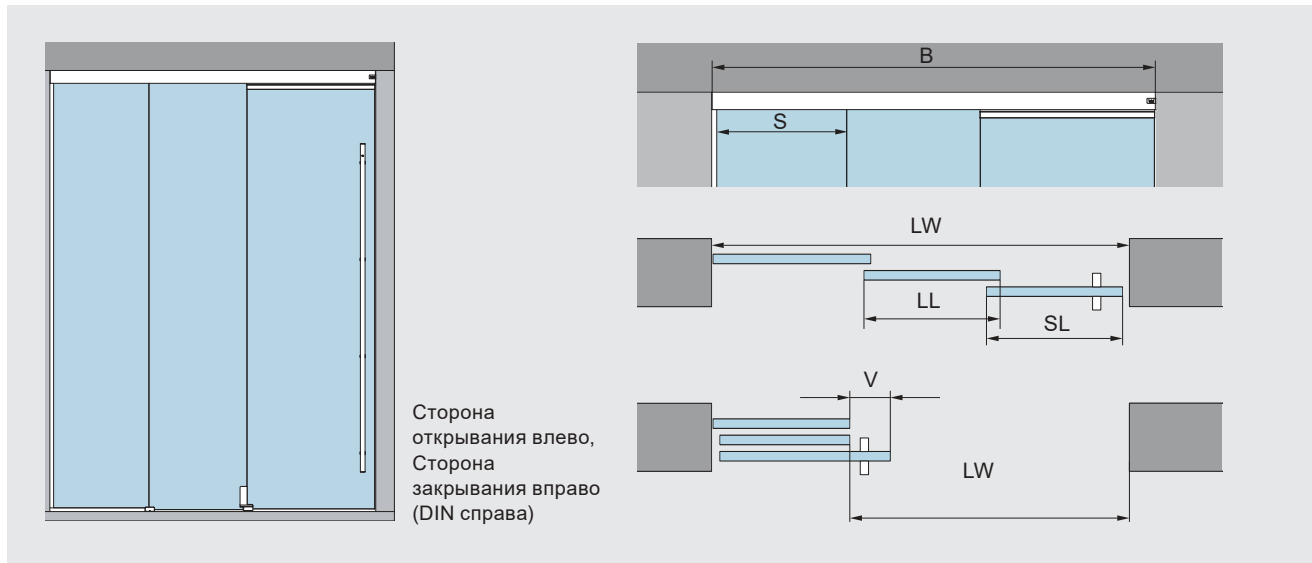 B
S
LW
LL
SL
V
LW
Сторона
открывания влево,
Сторона
закрывания вправо
(DIN справа)